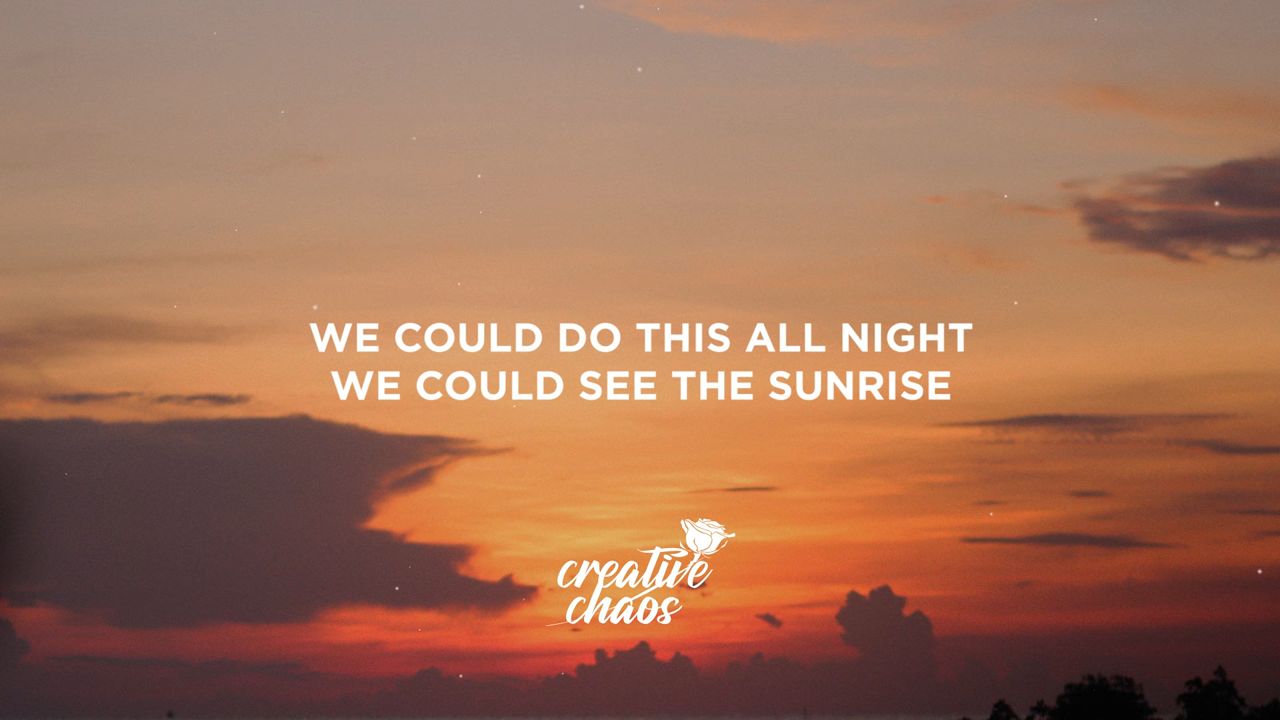 WE COULD DO THIS ALL NIGHT
WE COULD SEE THE SUNRISE
creative
chaos